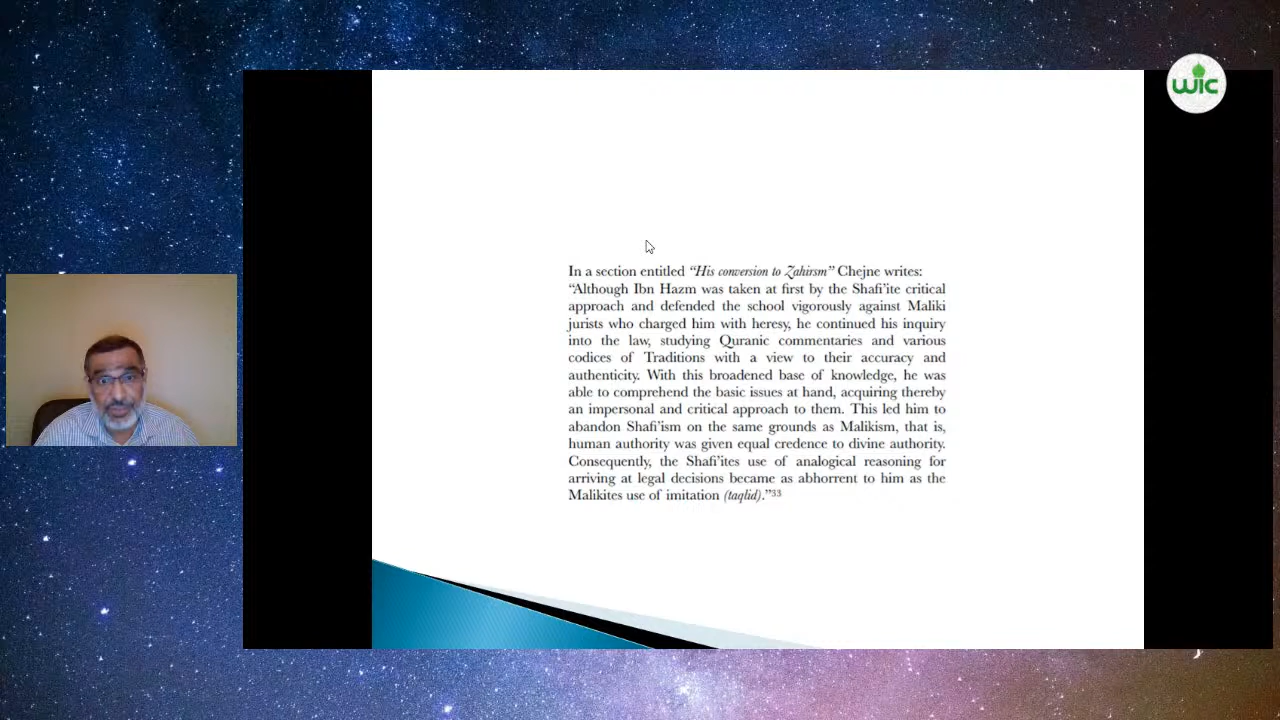 WIC
In a section entitled “His conversion to Zahirsm” Chejne writes:
“Although Ibn Hazm was taken at first by the Shafi’ite critical
approach and defended the school vigorously against Maliki
jurists who charged him with heresy, he continued his inquiry
into the law, studying Quranic commentaries and various
codices of Traditions with a view to their accuracy and
authenticity. With this broadened base of knowledge, he was
able to comprehend the basic issues at hand, acquiring thereby
an impersonal and critical approach to them. This led him to
abandon Shafi’ism on the same grounds as Malikism, that is,
human authority was given equal credence to divine authority.
Consequently, the Shafi’ites use of analogical reasoning for
arriving at legal decisions became as abhorrent to him as the
Malikites use of imitation (taqlid).”33